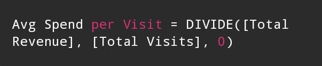 Avg Spend per Visit = DIVIDE([Total
Revenue], [Total Visits], 0)